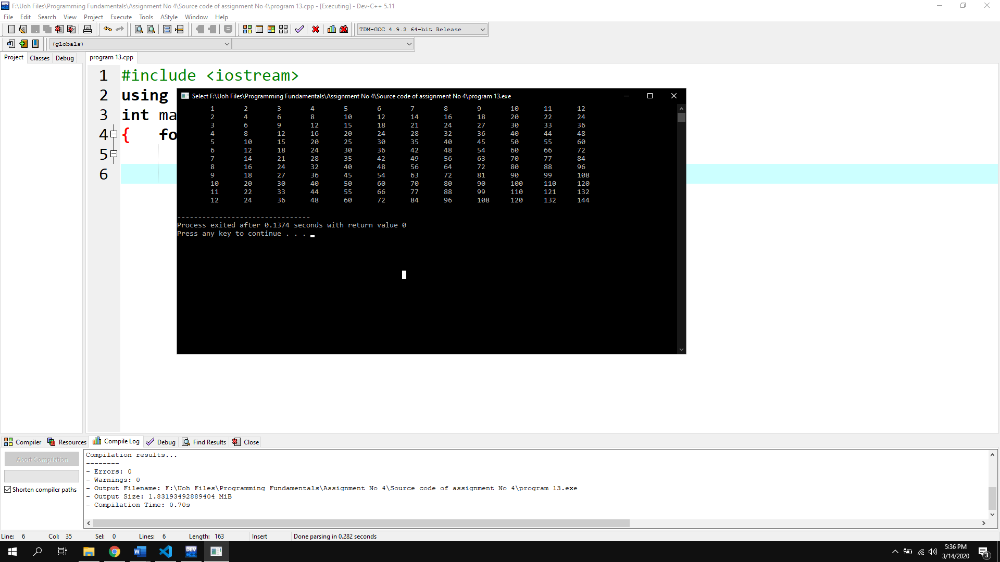 F:\Uoh Files\Programming Fundamentals\Assignment No 4\Source code of assignment No 4\program 13.cpp - [Executing] - Dev-C++ 5.11
File Edit Search View Project Execute Tools AStyle Window Help
TDM-GCC 4.9.2 64-bit Release
(globals)
Project Classes Debug program 13.cpp
1 #include <iostream>
2 using
3 int ma
4 { fo
5
6
Select F:\Uoh Files\Programming Fundamentals\Assignment No 4\Source code of assignment No 4\program 13.exe
1 2 3 4 5 6 7 8 9 10 11 12
2 4 6 8 10 12 14 16 18 20 22 24
3 6 9 12 15 18 21 24 27 30 33 36
4 8 12 16 20 24 28 32 36 40 44 48
5 10 15 20 25 30 35 40 45 50 55 60
6 12 18 24 30 36 42 48 54 60 66 72
7 14 21 28 35 42 49 56 63 70 77 84
8 16 24 32 40 48 56 64 72 80 88 96
9 18 27 36 45 54 63 72 81 90 99 108
10 20 30 40 50 60 70 80 90 100 110 120
11 22 33 44 55 66 77 88 99 110 121 132
12 24 36 48 60 72 84 96 108 120 132 144
--------------------------------
Process exited after 0.1374 seconds with return value 0
Press any key to continue . . .
Compiler Resources Compile Log Debug Find Results Close
Abort Compilation
Shorten compiler paths
Compilation results...
--------
- Errors: 0
- Warnings: 0
- Output Filename: F:\Uoh Files\Programming Fundamentals\Assignment No 4\Source code of assignment No 4\program 13.exe
- Output Size: 1.83193492889404 MiB
- Compilation Time: 0.70s
Line: 6 Col: 35 Sel: 0 Lines: 6 Length: 163 Insert Done parsing in 0.282 seconds
5:36 PM
3/14/2020
3